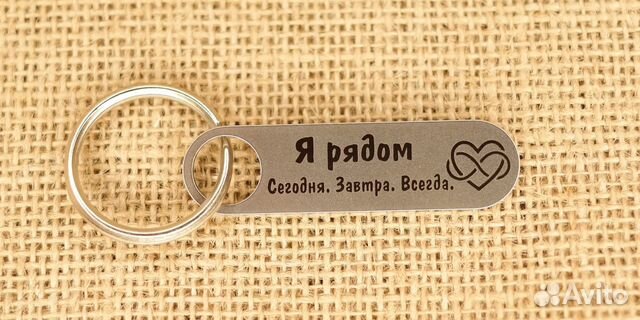 Я рядом
Сегодня. Завтра. Всегда.
Avito